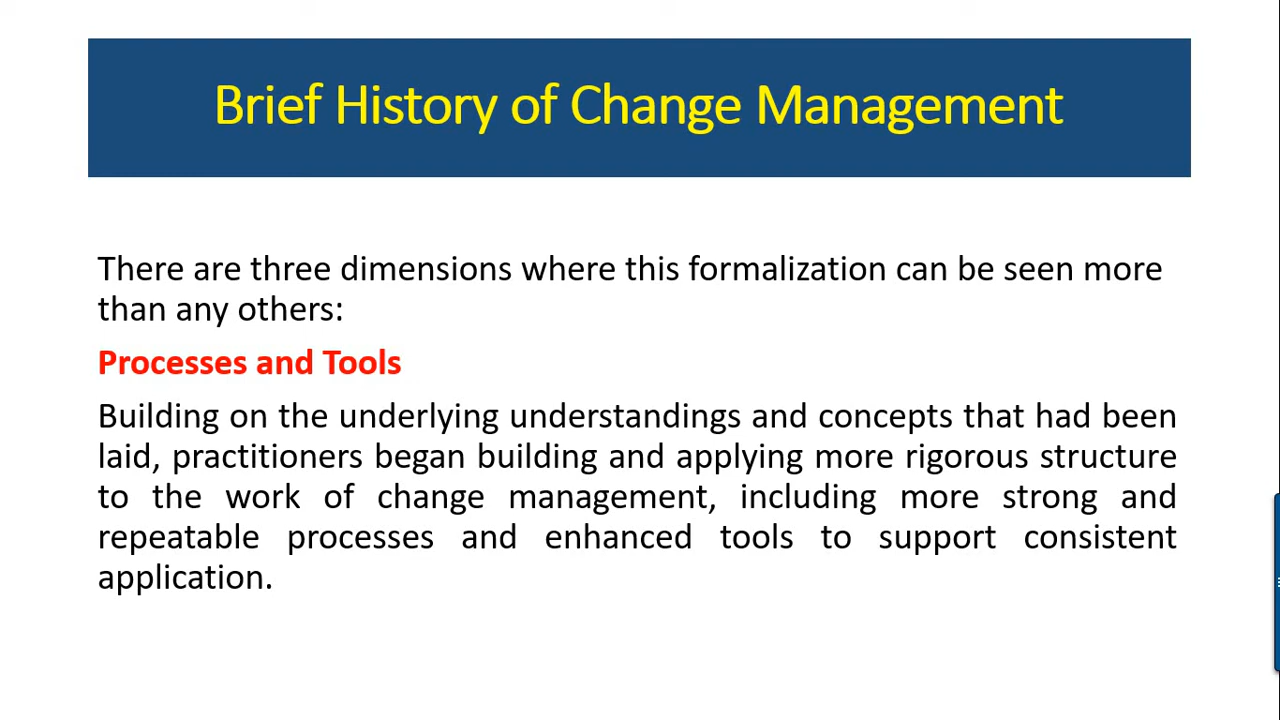 Brief History of Change Management
There are three dimensions where this formalization can be seen more
than any others:
Processes and Tools
Building on the underlying understandings and concepts that had been
laid, practitioners began building and applying more rigorous structure
to the work of change management, including more strong and
repeatable processes and enhanced tools to support consistent
application.